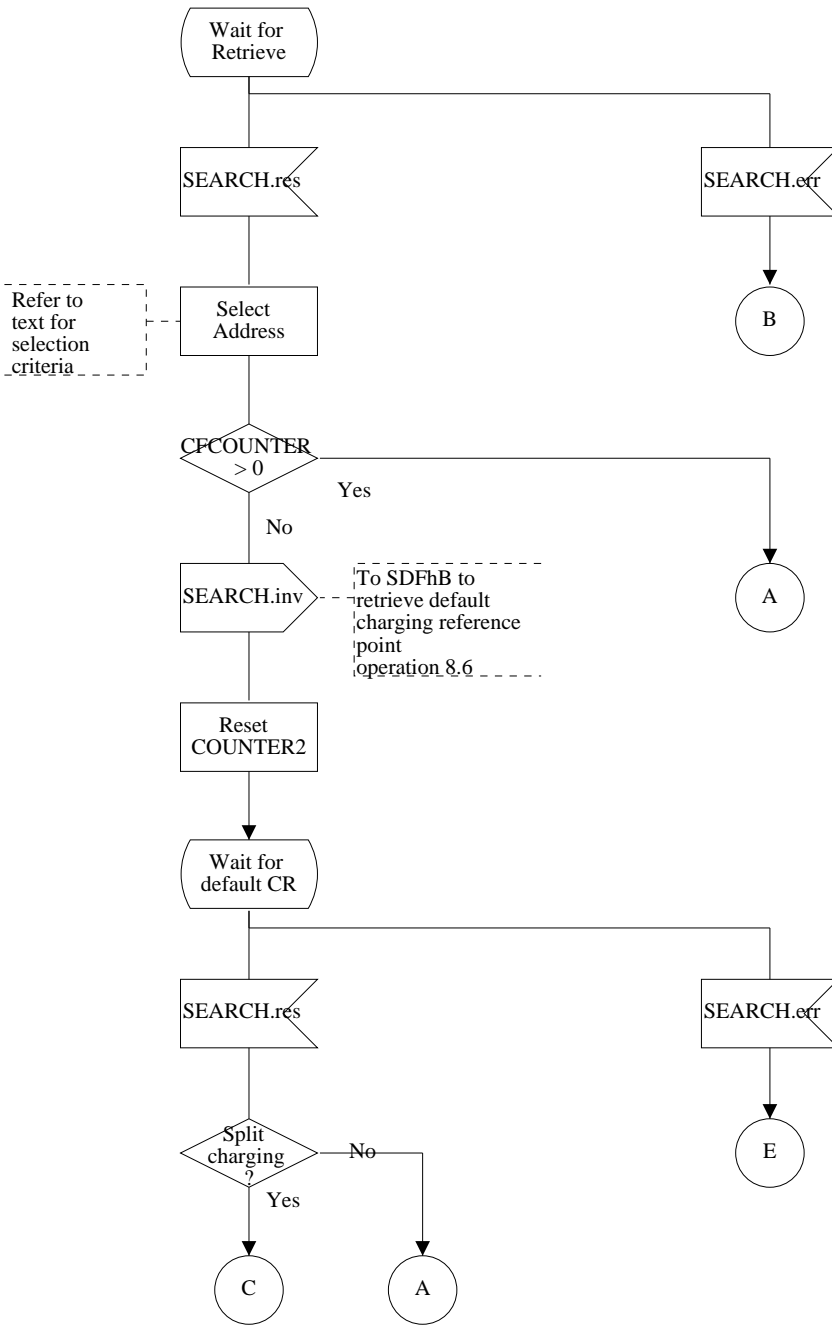 Wait for
Retrieve
SEARCH.res
SEARCH.err
Refer to
text for
selection
criteria
Select
Address
B
CFCOUNTER
> 0
Yes
No
SEARCH.inv
To SDFhB to
retrieve default
charging reference
point
operation 8.6
A
Reset
COUNTER2
Wait for
default CR
SEARCH.res
SEARCH.err
Split
charging
?
No
Yes
E
C
A